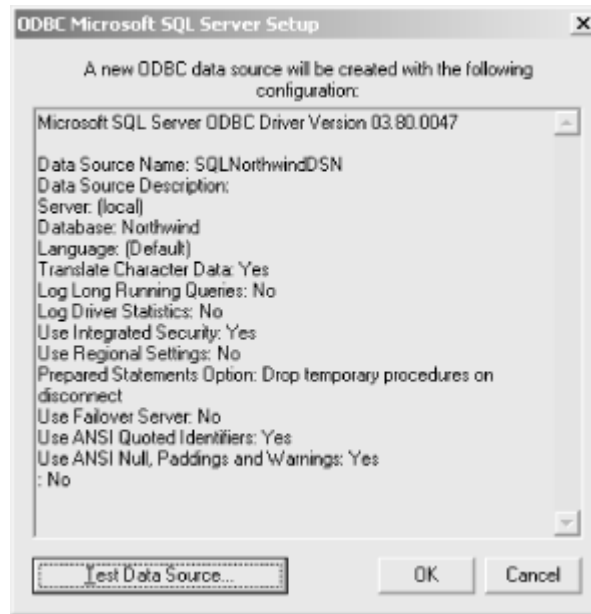 ODBC Microsoft SQL Server Setup
A new ODBC data source will be created with the following
configuration:
Microsoft SQL Server ODBC Driver Version 03.80.0047
Data Source Name: SQLNorthwindDSN
Data Source Description:
Server: (local)
Database: Northwind
Language: (Default)
Translate Character Data: Yes
Log Long Running Queries: No
Log Driver Statistics: No
Use Integrated Security: Yes
Use Regional Settings: No
Prepared Statements Option: Drop temporary procedures on
disconnect
Use Failover Server: No
Use ANSI Quoted Identifiers: Yes
Use ANSI Null, Paddings and Warnings: Yes
: No
Test Data Source... OK Cancel